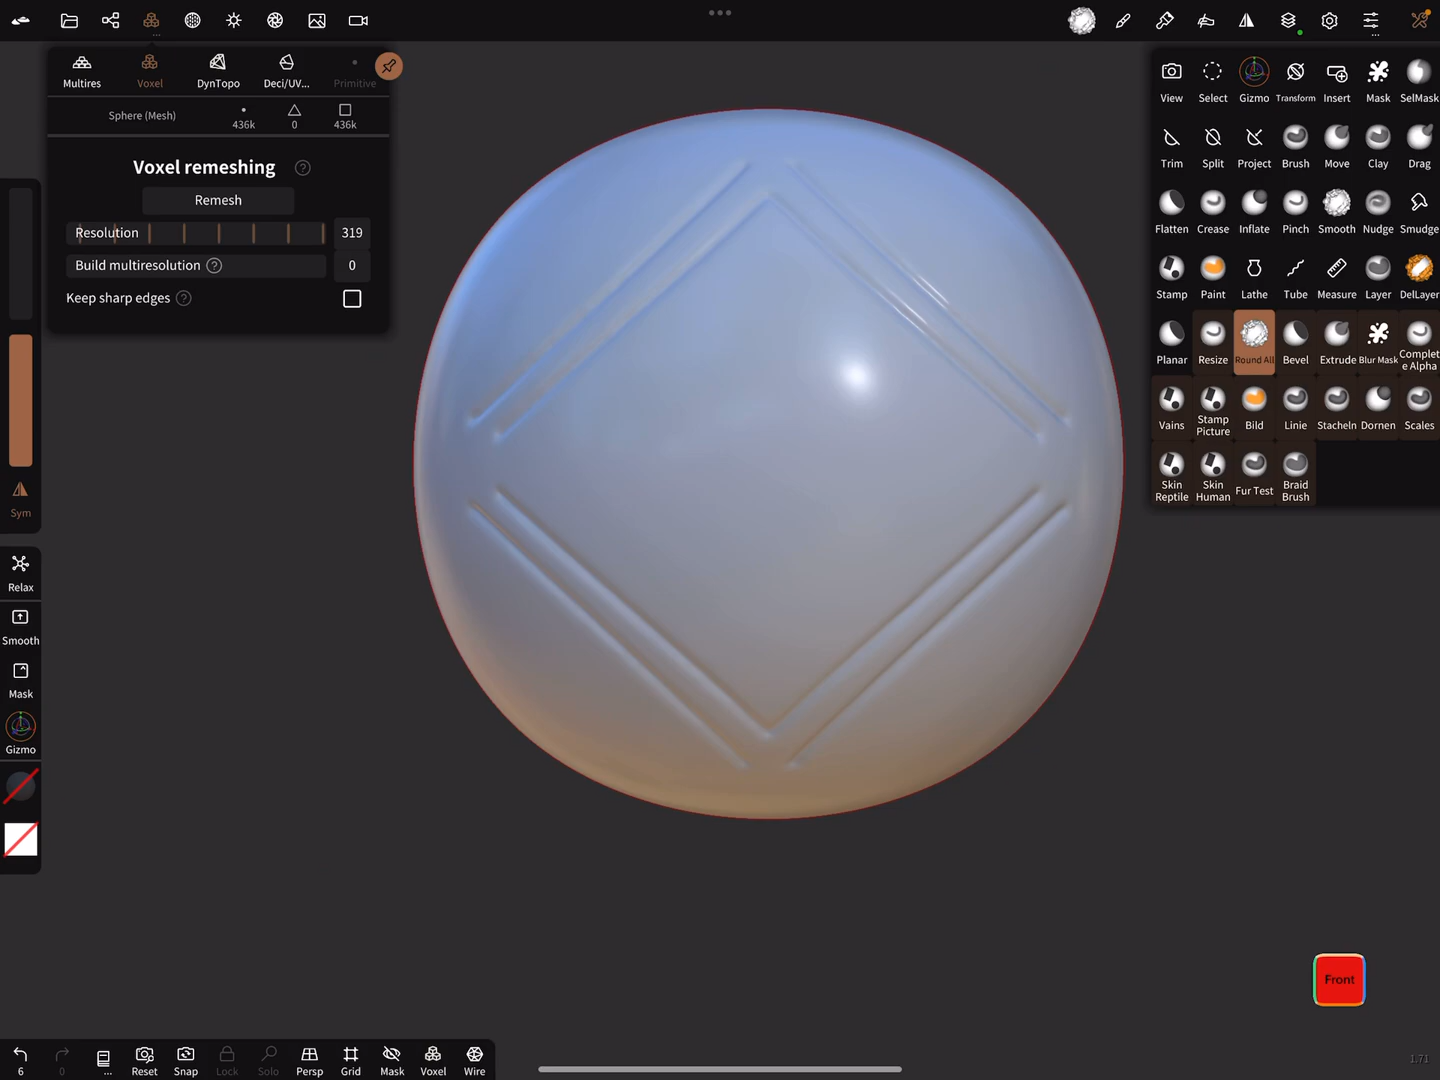 Multires Voxel DynTopo Deci/UV... Primitive
Sphere (Mesh) 436k 0 436k
Voxel remeshing ?
Remesh
Resolution 319
Build multiresolution ? 0
Keep sharp edges ?
Sym
Relax
Smooth
Mask
Gizmo
View Select Gizmo Transform Insert Mask SelMask
Trim Split Project Brush Move Clay Drag
Flatten Crease Inflate Pinch Smooth Nudge Smudge
Stamp Paint Lathe Tube Measure Layer DelLayer
Planar Resize Round All Bevel Extrude Blur Mask Complet
e Alpha
Vains Stamp
Picture Bild Linie Stacheln Dornen Scales
Skin
Reptile Skin
Human Fur Test Braid
Brush
Front
6 0 ... Reset Snap Lock Solo Persp Grid Mask Voxel Wire
1.71